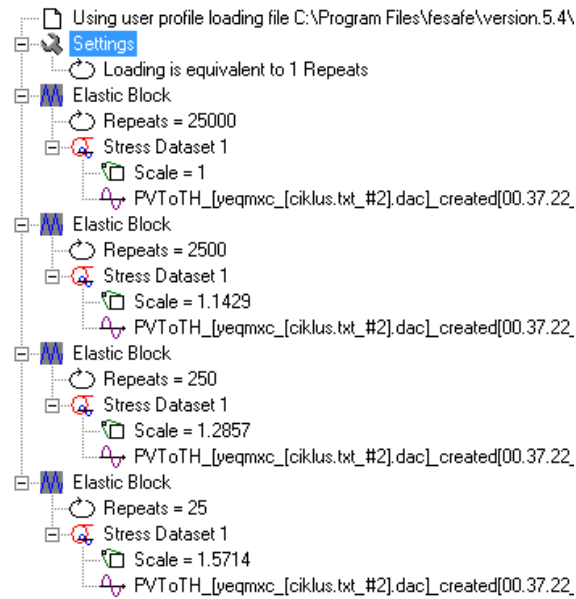 Using user profile loading file C:\Program Files\fesafe\version.5.4\
Settings
Loading is equivalent to 1 Repeats
Elastic Block
Repeats = 25000
Stress Dataset 1
Scale = 1
PVToTH_[yeqmxc_[ciklus.txt_#2].dac]_created[00.37.22_
Elastic Block
Repeats = 2500
Stress Dataset 1
Scale = 1.1429
PVToTH_[yeqmxc_[ciklus.txt_#2].dac]_created[00.37.22_
Elastic Block
Repeats = 250
Stress Dataset 1
Scale = 1.2857
PVToTH_[yeqmxc_[ciklus.txt_#2].dac]_created[00.37.22_
Elastic Block
Repeats = 25
Stress Dataset 1
Scale = 1.5714
PVToTH_[yeqmxc_[ciklus.txt_#2].dac]_created[00.37.22_